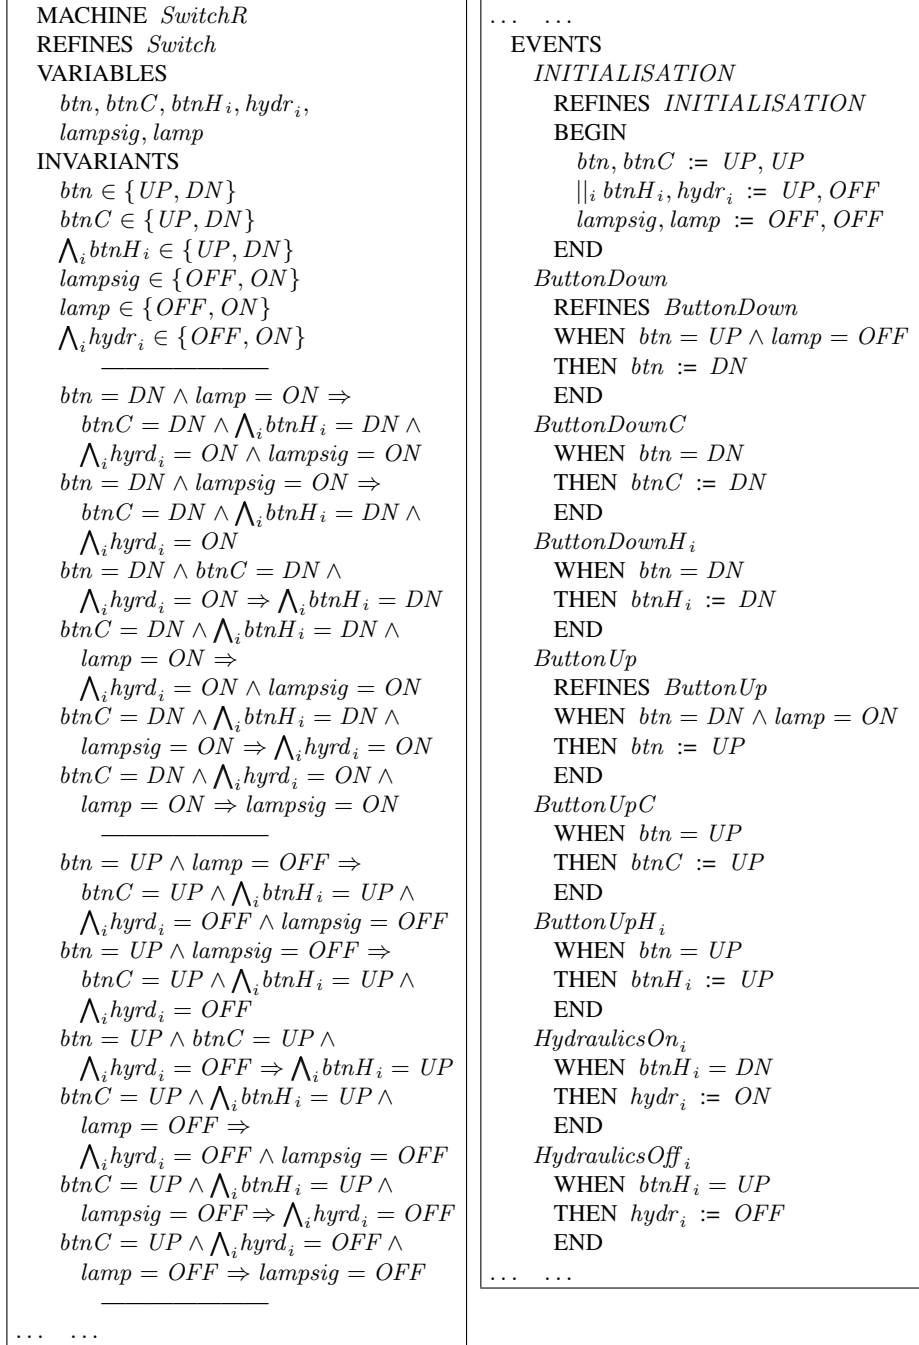 MACHINE SwitchR
REFINES Switch
VARIABLES
btn, btnC, btnH_i, hydr_i,
lampsig, lamp
INVARIANTS
btn ∈ {UP, DN}
btnC ∈ {UP, DN}
⋀_i btnH_i ∈ {UP, DN}
lampsig ∈ {OFF, ON}
lamp ∈ {OFF, ON}
⋀_i hydr_i ∈ {OFF, ON}
btn = DN ∧ lamp = ON ⇒
btnC = DN ∧ ⋀_i btnH_i = DN ∧
⋀_i hyrd_i = ON ∧ lampsig = ON
btn = DN ∧ lampsig = ON ⇒
btnC = DN ∧ ⋀_i btnH_i = DN ∧
⋀_i hyrd_i = ON
btn = DN ∧ btnC = DN ∧
⋀_i hyrd_i = ON ⇒ ⋀_i btnH_i = DN
btnC = DN ∧ ⋀_i btnH_i = DN ∧
lamp = ON ⇒
⋀_i hyrd_i = ON ∧ lampsig = ON
btnC = DN ∧ ⋀_i btnH_i = DN ∧
lampsig = ON ⇒ ⋀_i hyrd_i = ON
btnC = DN ∧ ⋀_i hyrd_i = ON ∧
lamp = ON ⇒ lampsig = ON
btn = UP ∧ lamp = OFF ⇒
btnC = UP ∧ ⋀_i btnH_i = UP ∧
⋀_i hyrd_i = OFF ∧ lampsig = OFF
btn = UP ∧ lampsig = OFF ⇒
btnC = UP ∧ ⋀_i btnH_i = UP ∧
⋀_i hyrd_i = OFF
btn = UP ∧ btnC = UP ∧
⋀_i hyrd_i = OFF ⇒ ⋀_i btnH_i = UP
btnC = UP ∧ ⋀_i btnH_i = UP ∧
lamp = OFF ⇒
⋀_i hyrd_i = OFF ∧ lampsig = OFF
btnC = UP ∧ ⋀_i btnH_i = UP ∧
lampsig = OFF ⇒ ⋀_i hyrd_i = OFF
btnC = UP ∧ ⋀_i hyrd_i = OFF ∧
lamp = OFF ⇒ lampsig = OFF
... ...
... ...
EVENTS
INITIALISATION
REFINES INITIALISATION
BEGIN
btn, btnC := UP, UP
||_i btnH_i, hydr_i := UP, OFF
lampsig, lamp := OFF, OFF
END
ButtonDown
REFINES ButtonDown
WHEN btn = UP ∧ lamp = OFF
THEN btn := DN
END
ButtonDownC
WHEN btn = DN
THEN btnC := DN
END
ButtonDownH_i
WHEN btn = DN
THEN btnH_i := DN
END
ButtonUp
REFINES ButtonUp
WHEN btn = DN ∧ lamp = ON
THEN btn := UP
END
ButtonUpC
WHEN btn = UP
THEN btnC := UP
END
ButtonUpH_i
WHEN btn = UP
THEN btnH_i := UP
END
HydraulicsOn_i
WHEN btnH_i = DN
THEN hydr_i := ON
END
HydraulicsOff_i
WHEN btnH_i = UP
THEN hydr_i := OFF
END
... ...